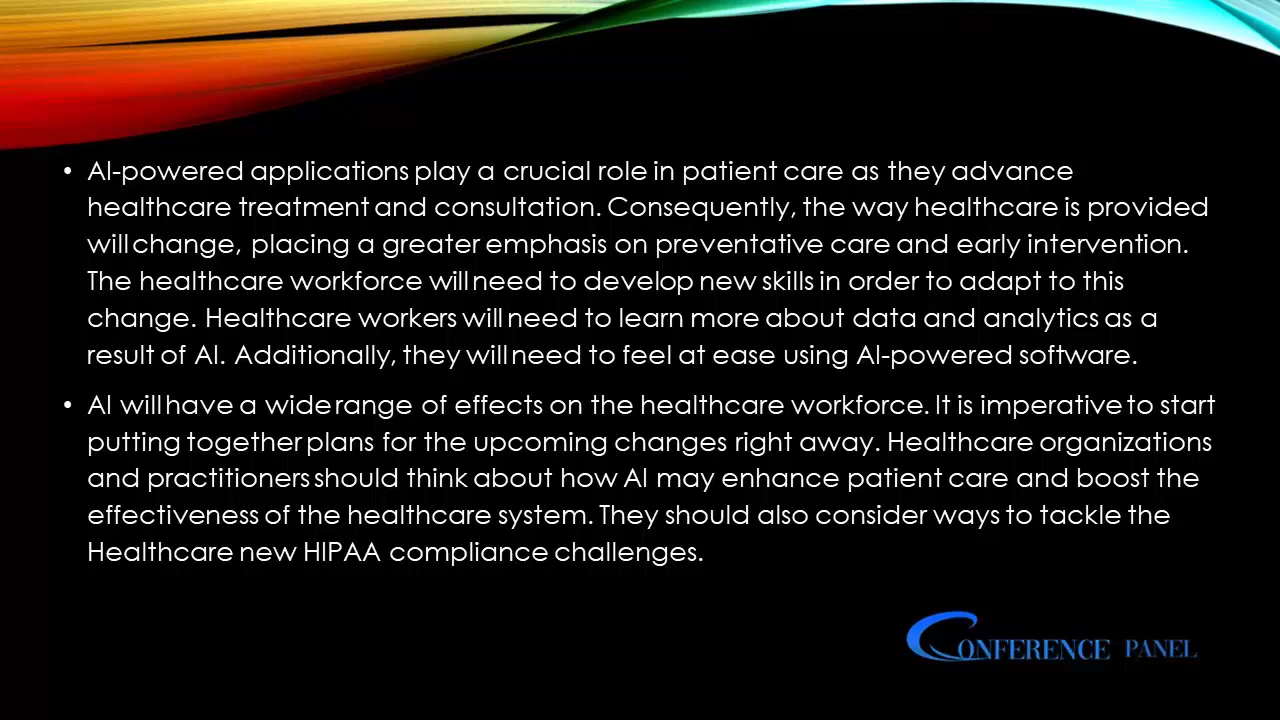 • AI-powered applications play a crucial role in patient care as they advance
healthcare treatment and consultation. Consequently, the way healthcare is provided
will change, placing a greater emphasis on preventative care and early intervention.
The healthcare workforce will need to develop new skills in order to adapt to this
change. Healthcare workers will need to learn more about data and analytics as a
result of AI. Additionally, they will need to feel at ease using AI-powered software.
• AI will have a wide range of effects on the healthcare workforce. It is imperative to start
putting together plans for the upcoming changes right away. Healthcare organizations
and practitioners should think about how AI may enhance patient care and boost the
effectiveness of the healthcare system. They should also consider ways to tackle the
Healthcare new HIPAA compliance challenges.
CONFERENCE PANEL